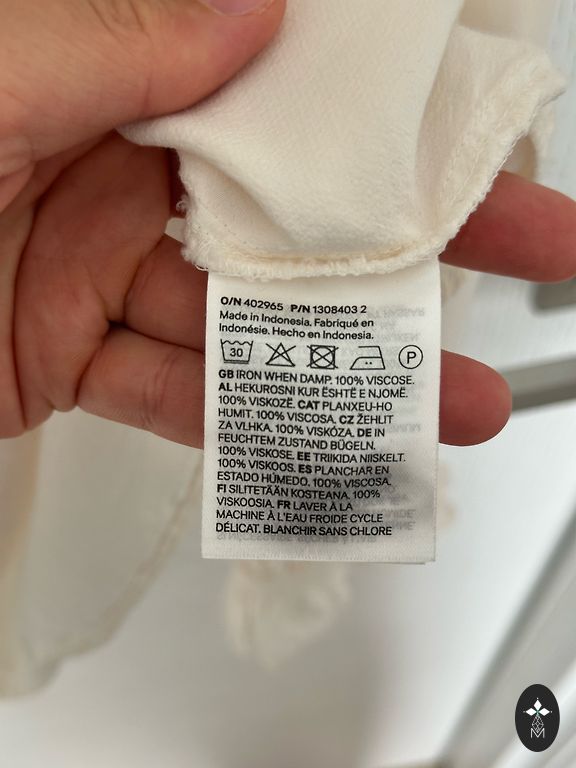 O/N 402965 P/N 1308403 2
Made in Indonesia. Fabriqué en
Indonésie. Hecho en Indonesia.
30 P
GB IRON WHEN DAMP. 100% VISCOSE.
AL HEKUROSNI KUR ËSHTË E NJOMË.
100% VISKOZË. CAT PLANXEU-HO
HUMIT. 100% VISCOSA. CZ ŽEHLIT
ZA VLHKA. 100% VISKÓZA. DE IN
FEUCHTEM ZUSTAND BÜGELN.
100% VISKOSE. EE TRIIKIDA NIISKELT.
100% VISKOOS. ES PLANCHAR EN
ESTADO HÚMEDO. 100% VISCOSA.
FI SILITETÄÄN KOSTEANA. 100%
VISKOOSIA. FR LAVER À LA
MACHINE À L'EAU FROIDE CYCLE
DÉLICAT. BLANCHIR SANS CHLORE